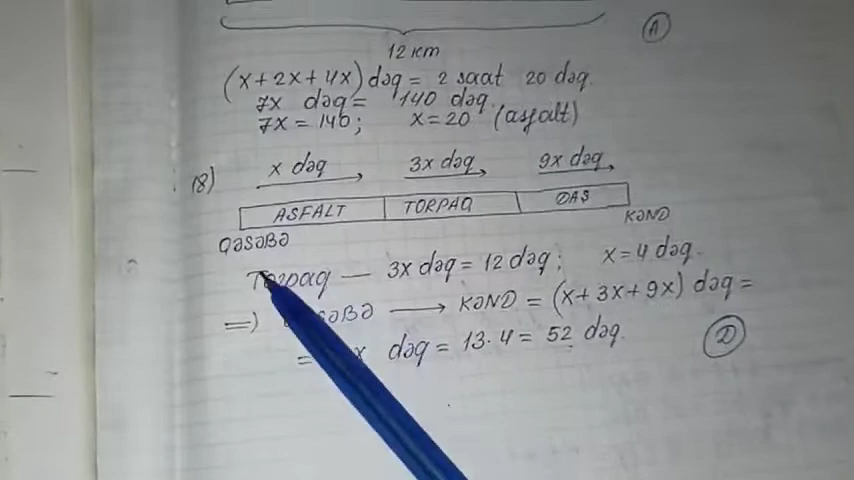 12 km
A
(x+2x+4x) dəq = 2 saat 20 dəq.
7x dəq = 140 dəq
7x = 140; x = 20 (asfalt)
18) x dəq 3x dəq 9x dəq
ASFALT TORPAQ DAŞ
QƏSƏBƏ KƏND
Torpaq — 3x dəq = 12 dəq; x = 4 dəq.
=> → KƏND = (x + 3x + 9x) dəq =
= x dəq = 13 · 4 = 52 dəq. D